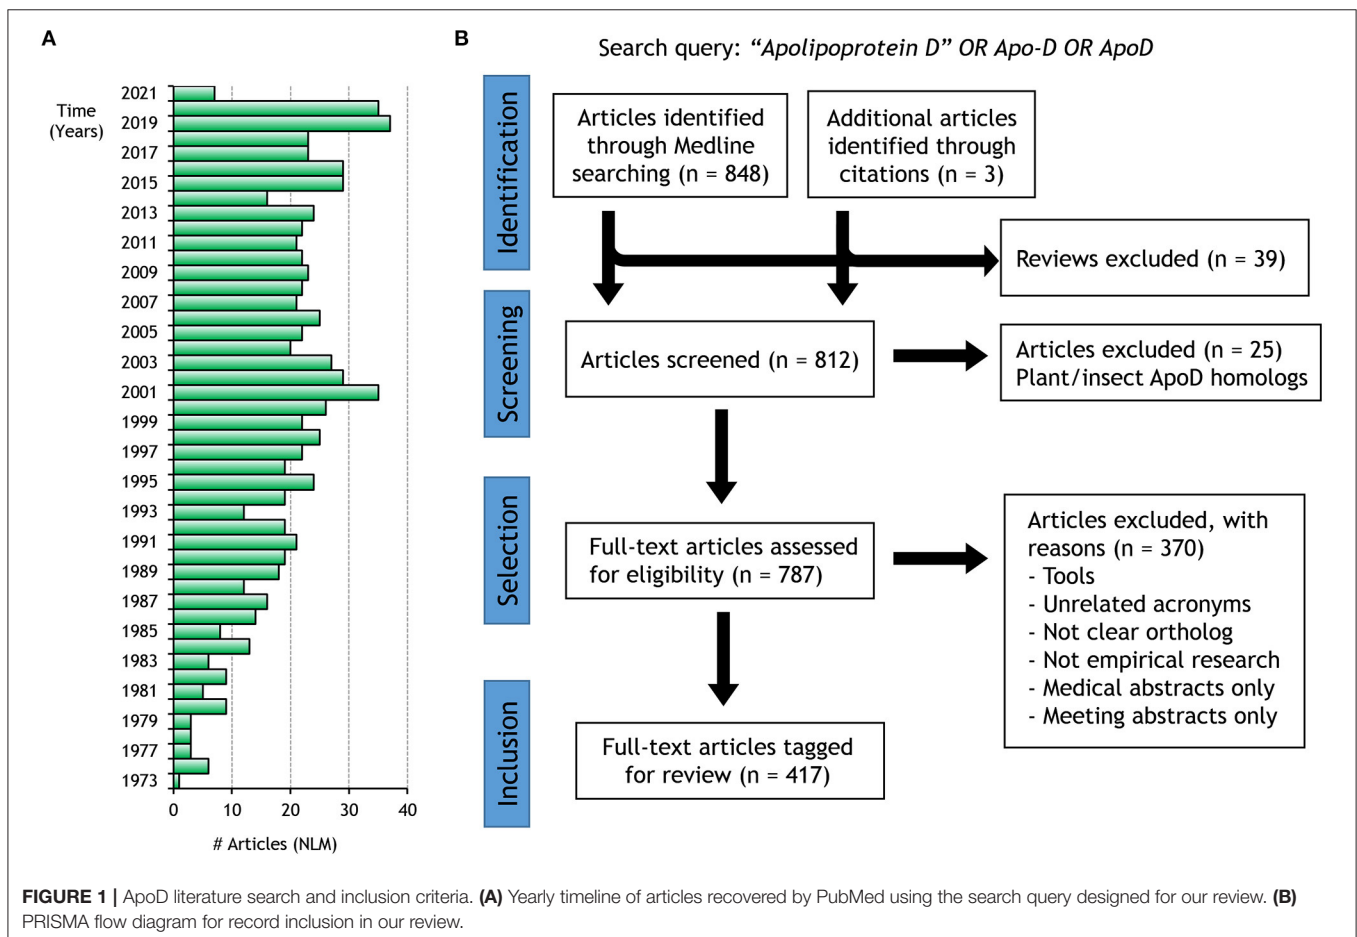 A
Time
(Years)
2021
2019
2017
2015
2013
2011
2009
2007
2005
2003
2001
1999
1997
1995
1993
1991
1989
1987
1985
1983
1981
1979
1977
1973
0 10 20 30 40
# Articles (NLM)
B
Search query: “Apolipoprotein D” OR Apo-D OR ApoD
Identification
Articles identified
through Medline
searching (n = 848)
Additional articles
identified through
citations (n = 3)
Reviews excluded (n = 39)
Screening
Articles screened (n = 812)
Articles excluded (n = 25)
Plant/insect ApoD homologs
Selection
Full-text articles assessed
for eligibility (n = 787)
Articles excluded, with
reasons (n = 370)
- Tools
- Unrelated acronyms
- Not clear ortholog
- Not empirical research
- Medical abstracts only
- Meeting abstracts only
Inclusion
Full-text articles tagged
for review (n = 417)
FIGURE 1 | ApoD literature search and inclusion criteria. (A) Yearly timeline of articles recovered by PubMed using the search query designed for our review. (B)
PRISMA flow diagram for record inclusion in our review.